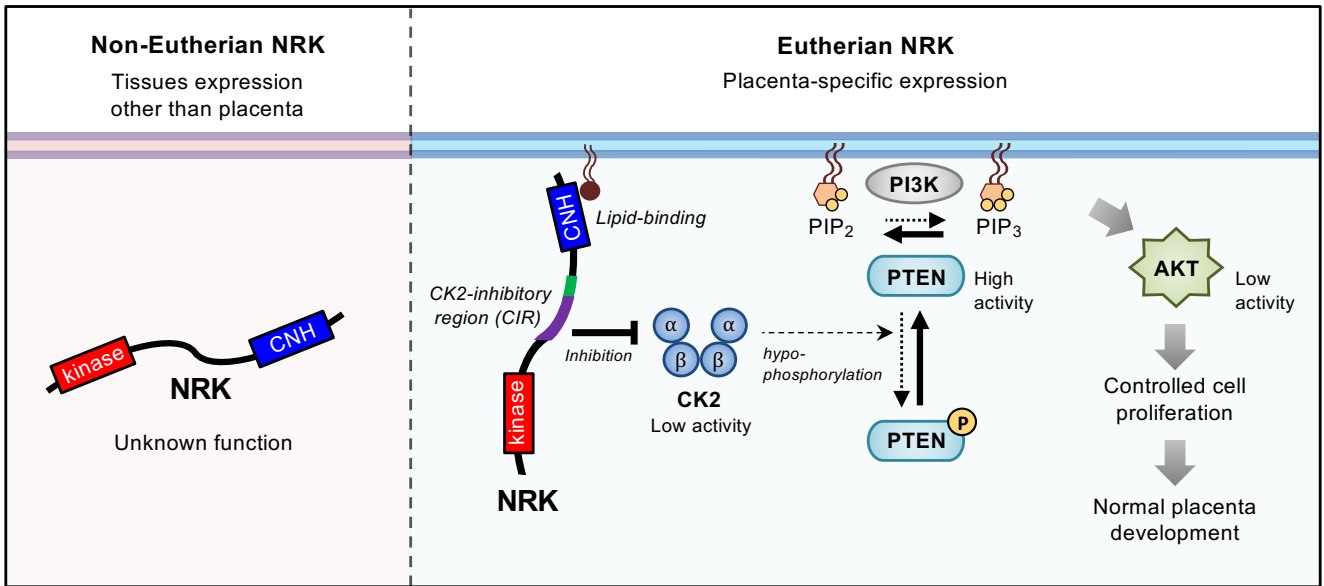 Non-Eutherian NRK
Tissues expression
other than placenta
kinase
CNH
NRK
Unknown function
Eutherian NRK
Placenta-specific expression
CNH
Lipid-binding
CK2-inhibitory
region (CIR)
kinase
NRK
Inhibition
α α
β β
CK2
Low activity
hypo-
phosphorylation
PI3K
PIP2
PIP3
PTEN
High
activity
PTEN
P
AKT
Low
activity
Controlled cell
proliferation
Normal placenta
development